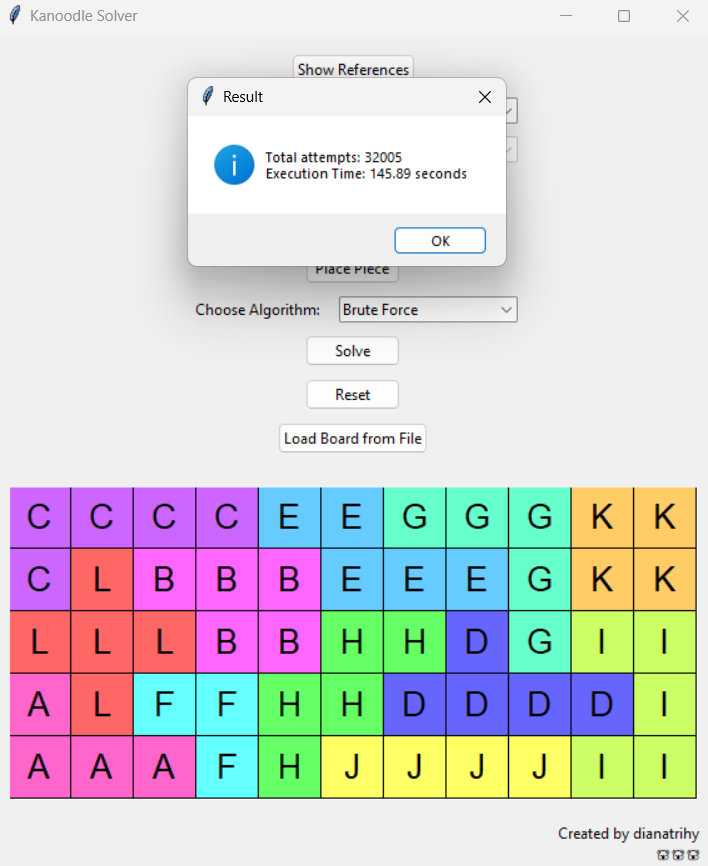 Kanoodle Solver
Show References
Result
Total attempts: 32005
Execution Time: 145.89 seconds
OK
Place Piece
Choose Algorithm: Brute Force
Solve
Reset
Load Board from File
C C C C E E G G G K K
C L B B B E E E G K K
L L L B B H H D G I I
A L F F H H D D D D I
A A A F H J J J J I I
Created by dianatrihy